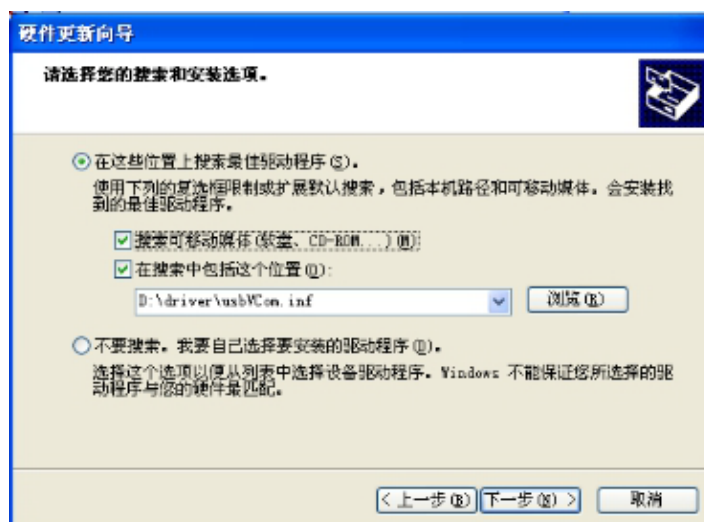 硬件更新向导
请选择您的搜索和安装选项。
在这些位置上搜索最佳驱动程序(S)。
使用下列的复选框限制或扩展默认搜索，包括本机路径和可移动媒体。会安装找
到的最佳驱动程序。
搜索可移动媒体(软盘、CD-ROM...)(M)
在搜索中包括这个位置(O):
D:\driver\usbVCom.inf
浏览(R)
不要搜索。我要自己选择要安装的驱动程序(D)。
选择这个选项以便从列表中选择设备驱动程序。Windows 不能保证您所选择的驱
动程序与您的硬件最匹配。
< 上一步(B) 下一步(N) > 取消